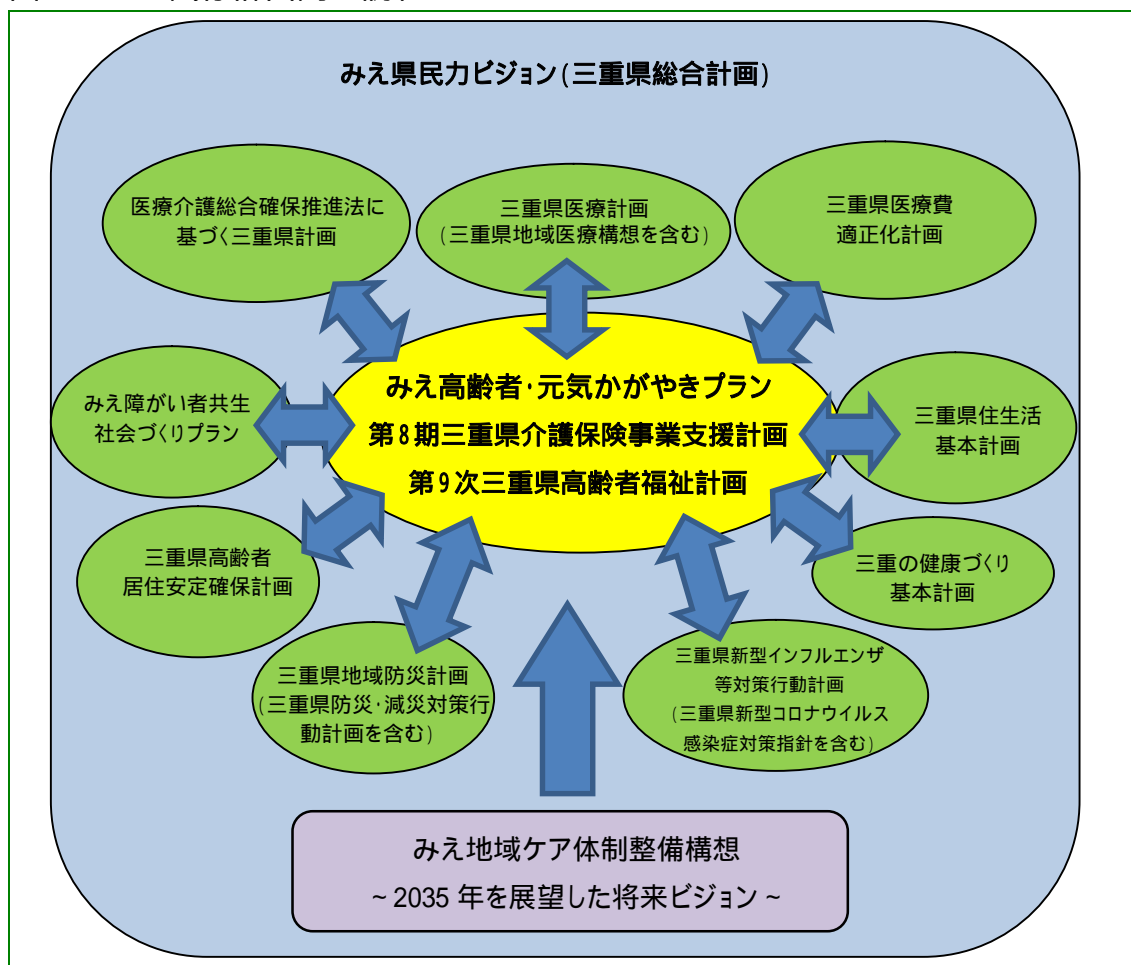 みえ県民力ビジョン(三重県総合計画)
医療介護総合確保推進法に
基づく三重県計画
三重県医療計画
(三重県地域医療構想を含む)
三重県医療費
適正化計画
みえ高齢者・元気かがやきプラン
第8期三重県介護保険事業支援計画
第9次三重県高齢者福祉計画
みえ障がい者共生
社会づくりプラン
三重県住生活
基本計画
三重県高齢者
居住安定確保計画
三重の健康づくり
基本計画
三重県地域防災計画
(三重県防災・減災対策行
動計画を含む)
三重県新型インフルエンザ
等対策行動計画
(三重県新型コロナウイルス
感染症対策指針を含む)
みえ地域ケア体制整備構想
~2035年を展望した将来ビジョン~